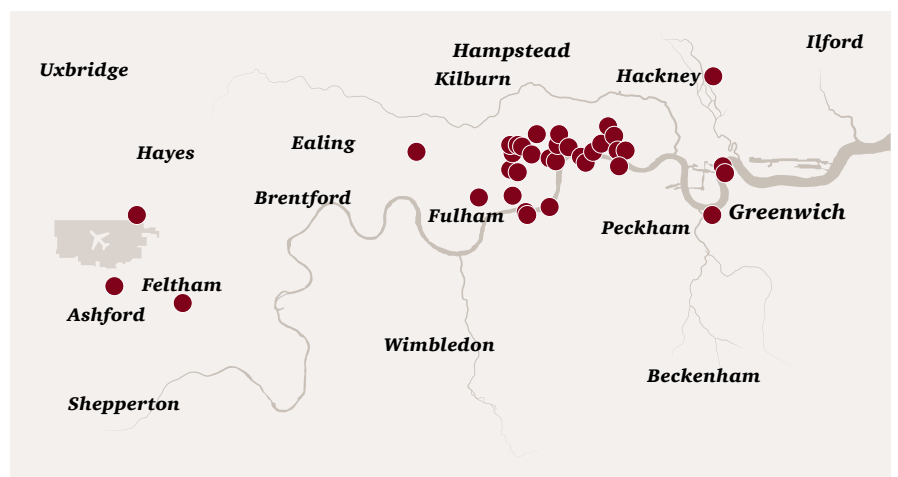 Ilford
Hampstead
Uxbridge
Kilburn
Hackney
Ealing
Hayes
Brentford
Fulham
Greenwich
Peckham
Feltham
Ashford
Wimbledon
Beckenham
Shepperton